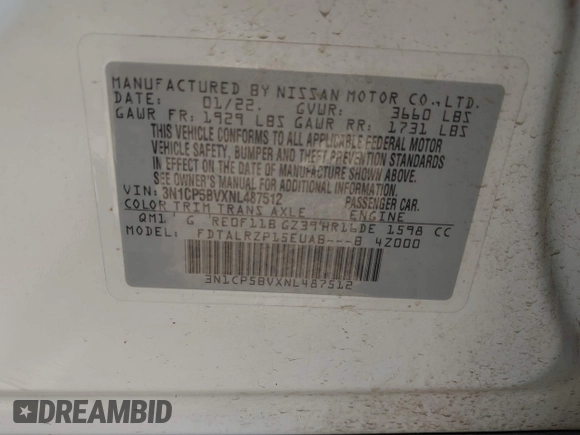 MANUFACTURED BY NISSAN MOTOR CO., LTD.
DATE: 01/22. GVWR: 3660 LBS
GAWR FR: 1929 LBS GAWR RR: 1731 LBS
THIS VEHICLE CONFORMS TO ALL APPLICABLE FEDERAL MOTOR
VEHICLE SAFETY, BUMPER AND THEFT PREVENTION STANDARDS
IN EFFECT ON THE DATE OF MANUFACTURE SHOWN ABOVE.
SEE OWNER'S MANUAL FOR ADDITIONAL INFORMATION
VIN: 3N1CP5BVXNL487512 PASSENGER CAR.
COLOR TRIM TRANS AXLE ENGINE
QM1 G RE0F11B GZ39 HR16DE 1598 CC
MODEL: FDTALRZP15EUAB---B 4Z000
3N1CP5BVXNL487512
DREAMBID